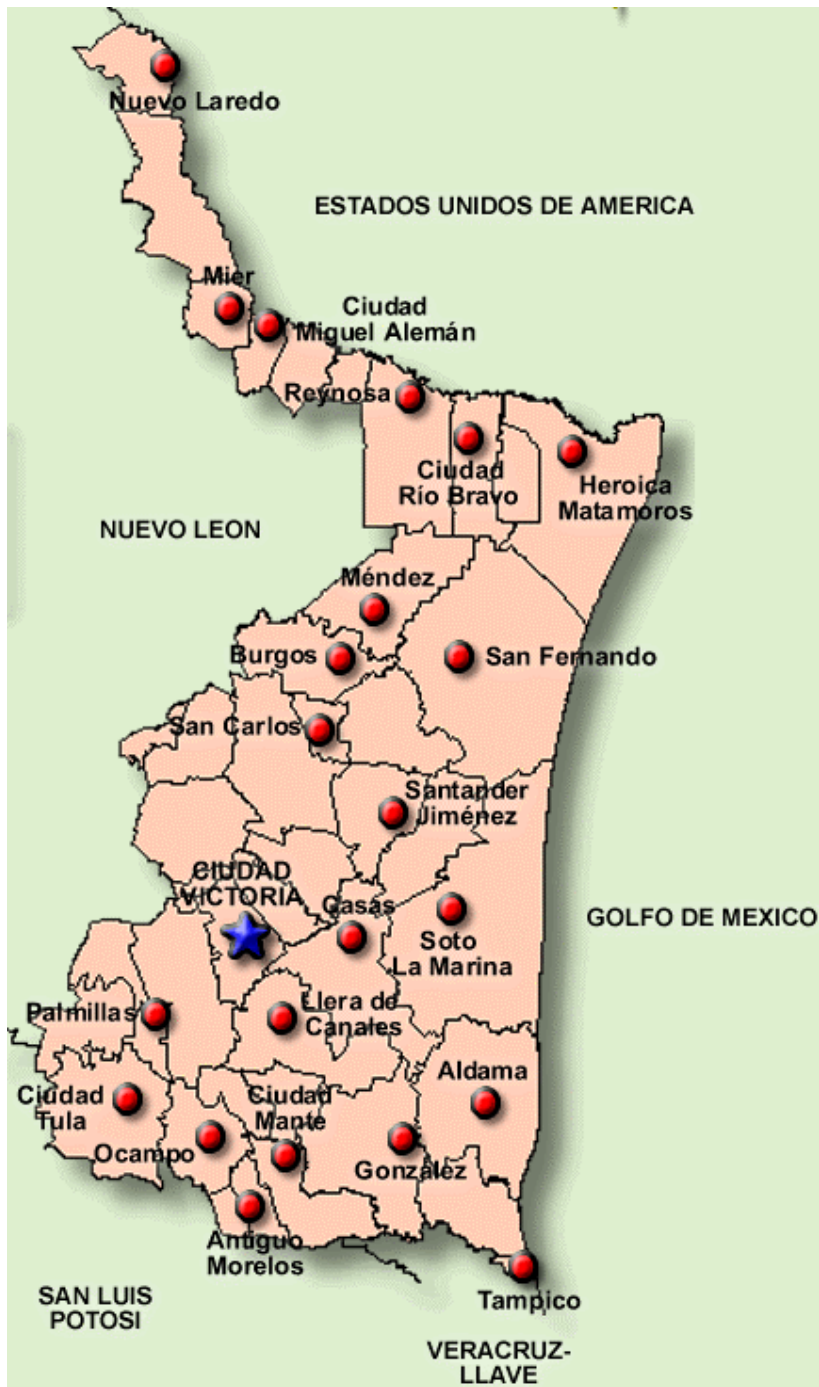 Nuevo Laredo
ESTADOS UNIDOS DE AMERICA
Mier
Ciudad
Miguel Alemán
Reynosa
Ciudad
Río Bravo
Heroica
Matamoros
NUEVO LEON
Méndez
Burgos
San Fernando
San Carlos
Santander
Jiménez
CIUDAD
VICTORIA
Casas
Soto
La Marina
GOLFO DE MEXICO
Palmillas
Llera de
Canales
Aldama
Ciudad
Tula
Ciudad
Mante
Ocampo
González
Antiguo
Morelos
SAN LUIS
POTOSI
Tampico
VERACRUZ-
LLAVE